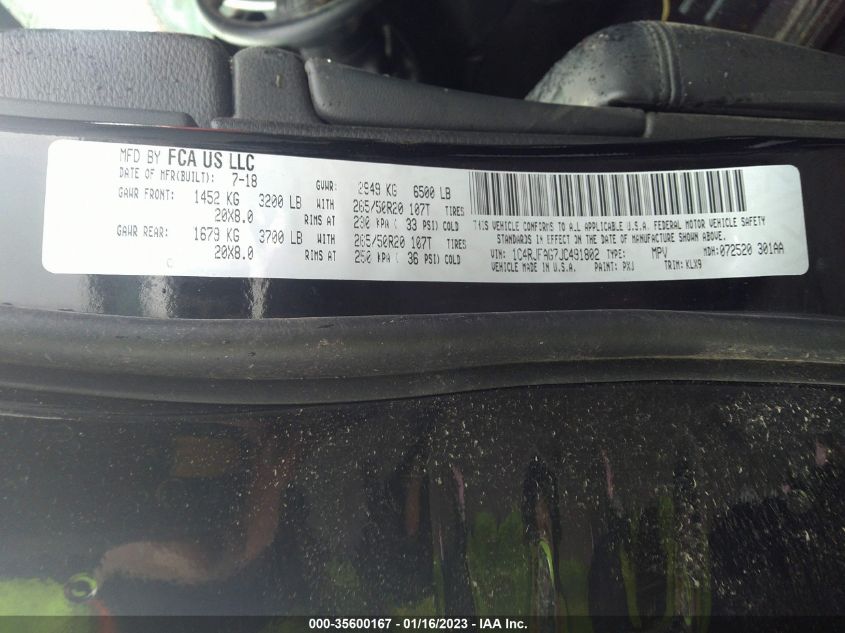 MFD BY FCA US LLC
DATE OF MFR(BUILT): 7-18 GVWR: 2949 KG 6500 LB
GAWR FRONT: 1452 KG 3200 LB WITH 265/50R20 107T TIRES
20X8.0 RIMS AT 230 KPA ( 33 PSI) COLD
GAWR REAR: 1679 KG 3700 LB WITH 265/50R20 107T TIRES
20X8.0 RIMS AT 250 KPA ( 36 PSI) COLD
THIS VEHICLE CONFORMS TO ALL APPLICABLE U.S.A. FEDERAL MOTOR VEHICLE SAFETY
STANDARDS IN EFFECT ON THE DATE OF MANUFACTURE SHOWN ABOVE.
VIN: 1C4RJFAG7JC491802 TYPE: MPV MDH: 072520 301AA
VEHICLE MADE IN U.S.A. PAINT: PXJ TRIM: KLX9
000-35600167 - 01/16/2023 - IAA Inc.